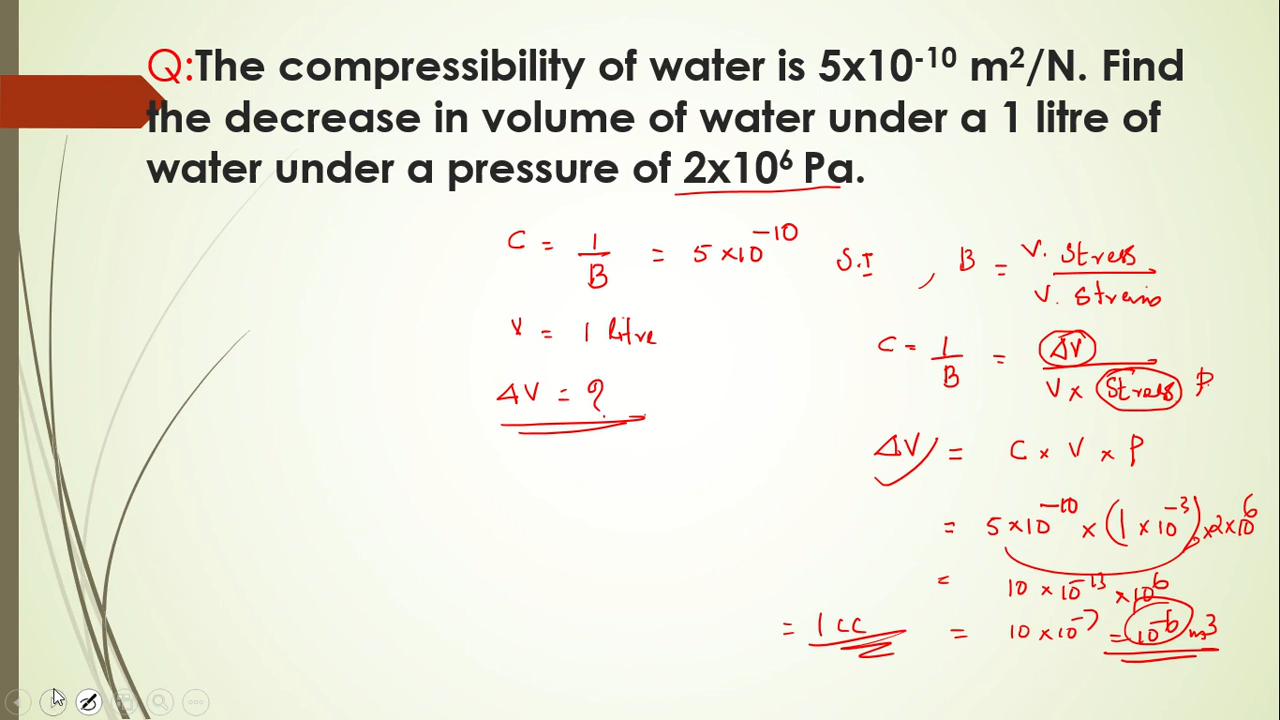 Q:The compressibility of water is 5x10⁻¹⁰ m²/N. Find
the decrease in volume of water under a 1 litre of
water under a pressure of 2x10⁶ Pa.
C = 1/B = 5×10⁻¹⁰ S.I , B = V. Stress / V. Strain
V = 1 litre
C = 1/B = ΔV / V × Stress P
ΔV = ?
ΔV = C × V × P
= 5×10⁻¹⁰ × (1×10⁻³) × 2×10⁶
= 10 × 10⁻¹³ × 10⁶
= 10×10⁻⁷ = 10⁻⁶ m³
= 1 cc